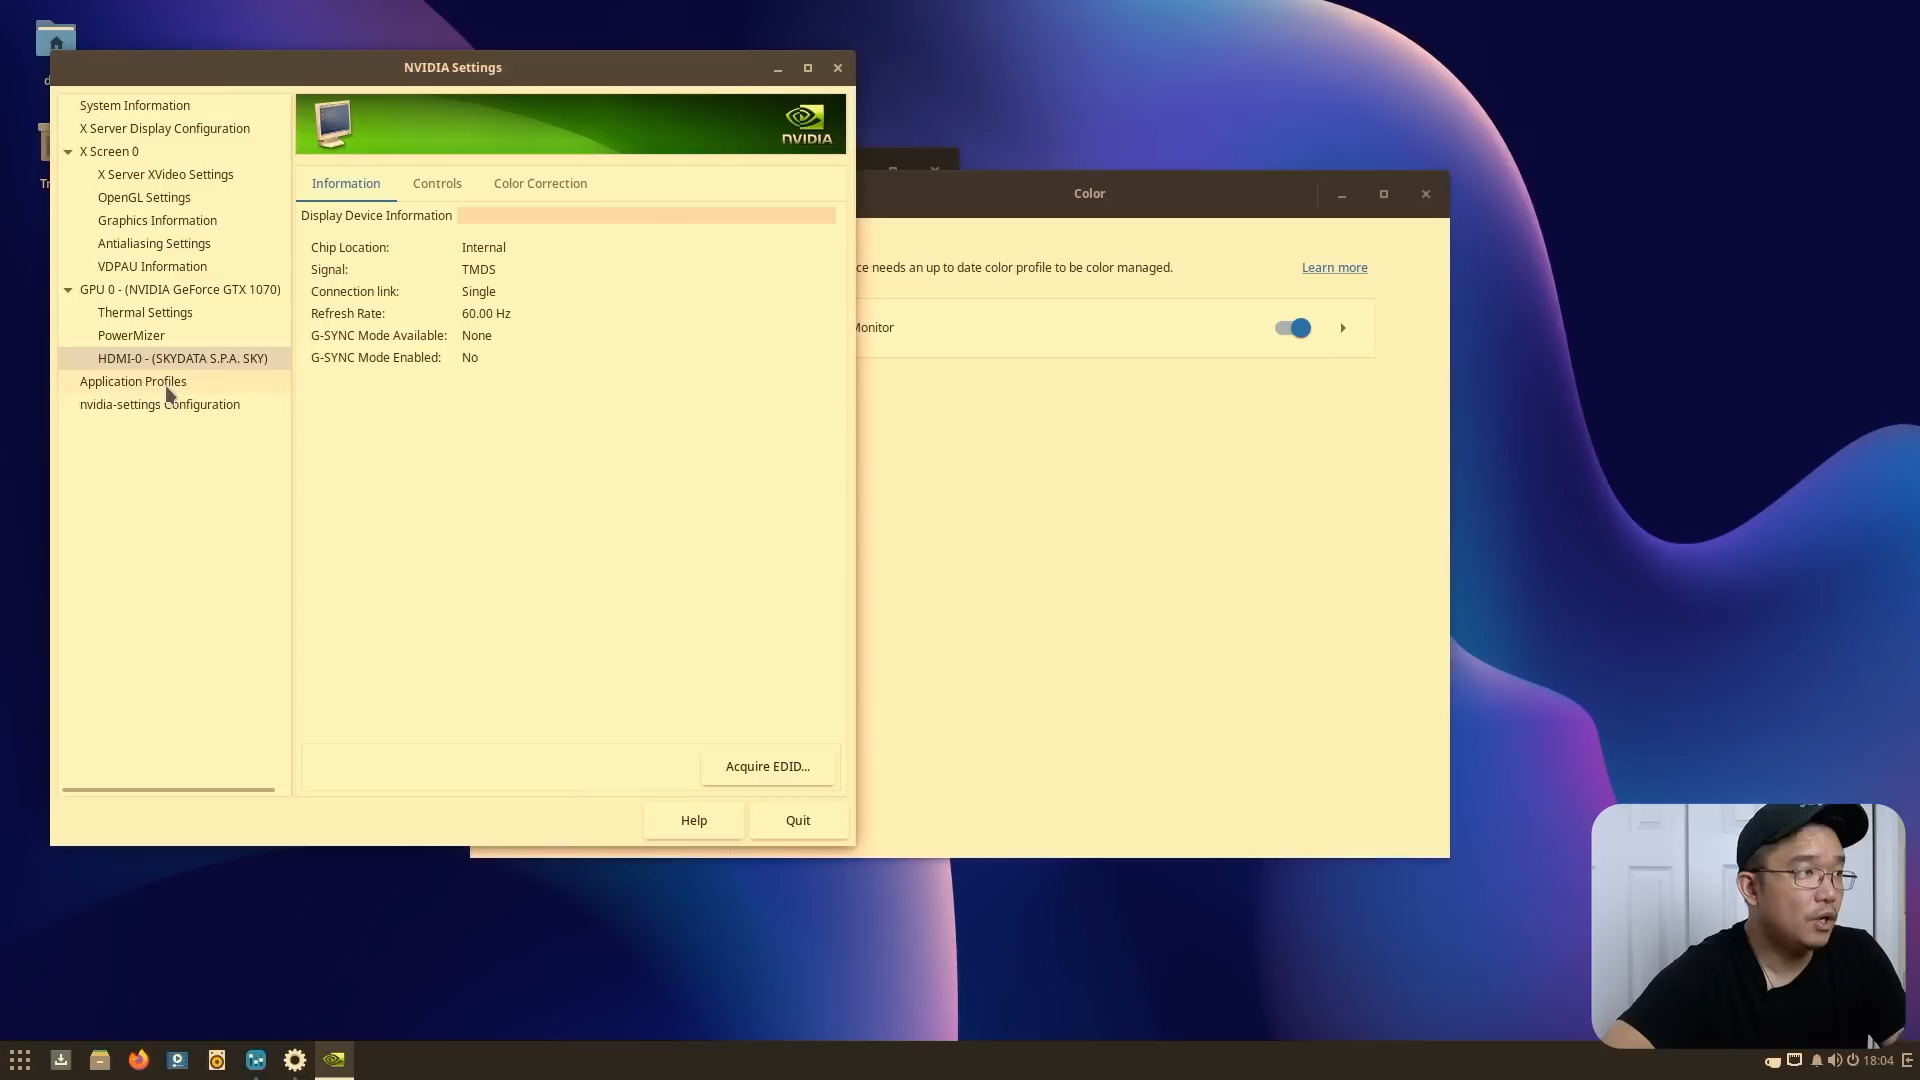 NVIDIA Settings
System Information
X Server Display Configuration
X Screen 0
X Server XVideo Settings
OpenGL Settings
Graphics Information
Antialiasing Settings
VDPAU Information
GPU 0 - (NVIDIA GeForce GTX 1070)
Thermal Settings
PowerMizer
HDMI-0 - (SKYDATA S.P.A. SKY)
Application Profiles
nvidia-settings Configuration
NVIDIA
Information
Controls
Color Correction
Display Device Information
Chip Location: Internal
Signal: TMDS
Connection link: Single
Refresh Rate: 60.00 Hz
G-SYNC Mode Available: None
G-SYNC Mode Enabled: No
Acquire EDID...
Help
Quit
Color
needs an up to date color profile to be color managed.
Learn more
Monitor
18:04